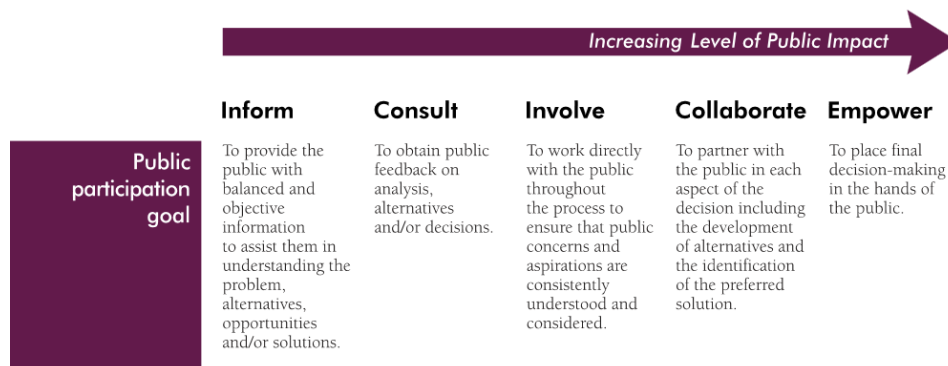 Increasing Level of Public Impact
Inform
Consult
Involve
Collaborate
Empower
Public
participation
goal
To provide the
public with
balanced and
objective
information
to assist them in
understanding the
problem,
alternatives,
opportunities
and/or solutions.
To obtain public
feedback on
analysis,
alternatives
and/or decisions.
To work directly
with the public
throughout
the process to
ensure that public
concerns and
aspirations are
consistently
understood and
considered.
To partner with
the public in each
aspect of the
decision including
the development
of alternatives and
the identification
of the preferred
solution.
To place final
decision-making
in the hands of
the public.